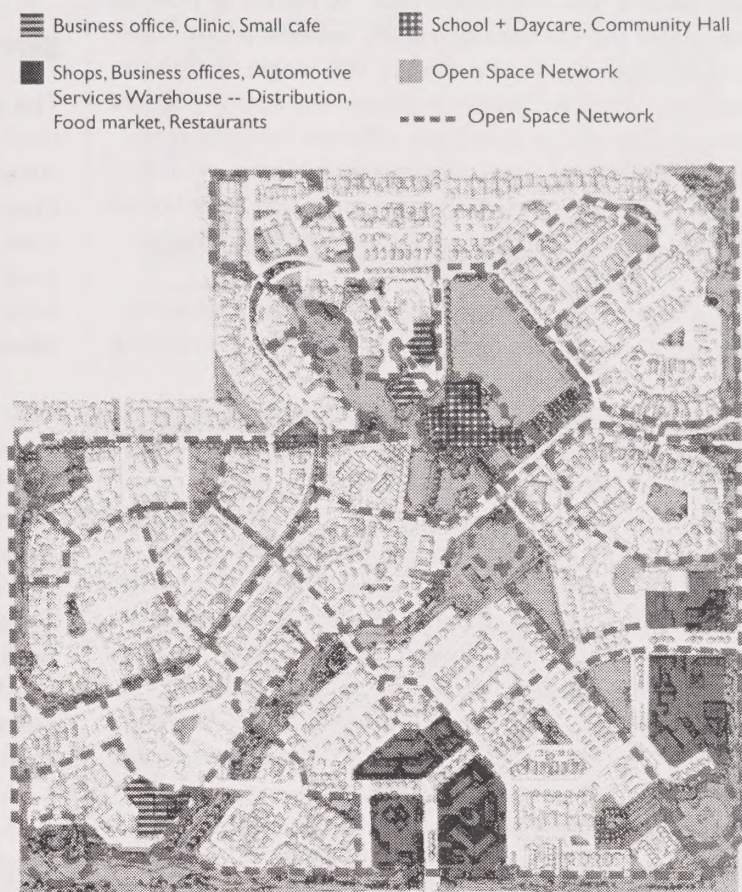 Business office, Clinic, Small cafe
Shops, Business offices, Automotive
Services Warehouse -- Distribution,
Food market, Restaurants
School + Daycare, Community Hall
Open Space Network
Open Space Network